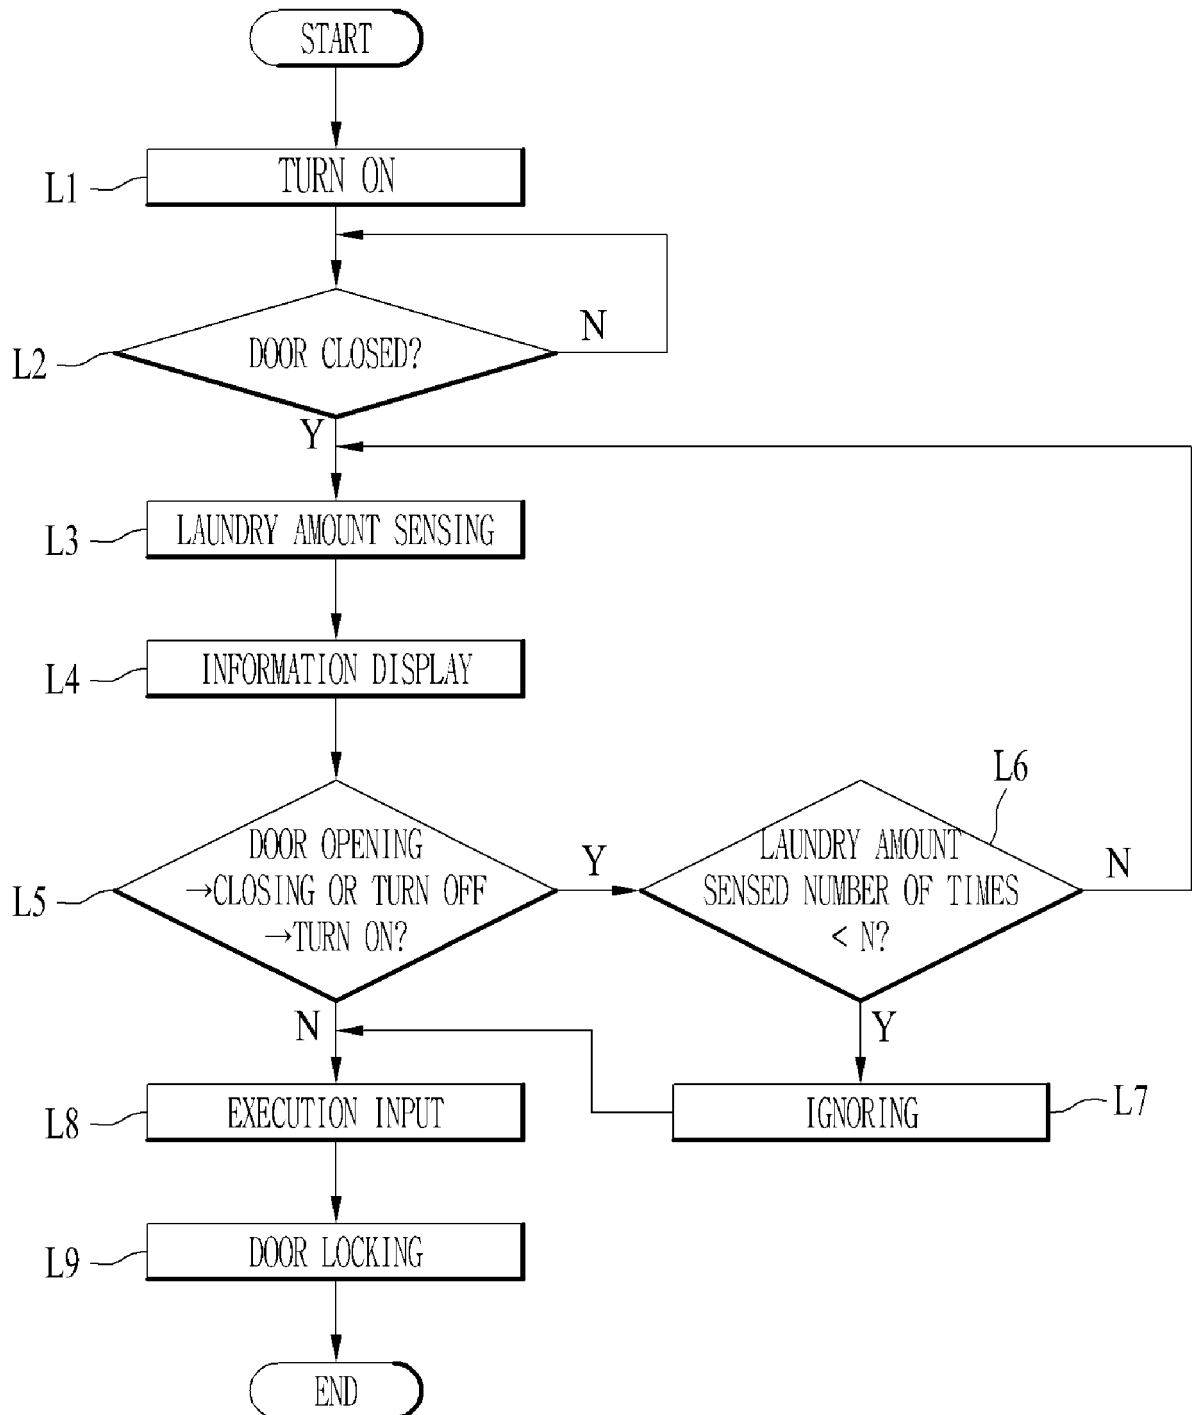 START
L1
TURN ON
L2
DOOR CLOSED?
N
Y
L3
LAUNDRY AMOUNT SENSING
L4
INFORMATION DISPLAY
L5
DOOR OPENING
→CLOSING OR TURN OFF
→TURN ON?
Y
N
L6
LAUNDRY AMOUNT
SENSED NUMBER OF TIMES
< N?
N
Y
L7
IGNORING
L8
EXECUTION INPUT
L9
DOOR LOCKING
END